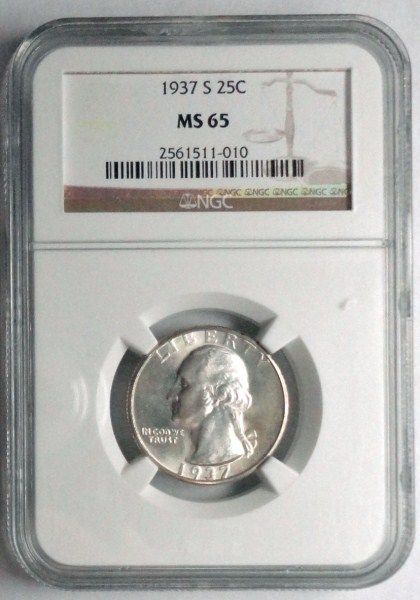 1937 S 25C
MS 65
2561511-010
NGC NGC NGC NGC NGC
NGC
LIBERTY
IN GOD WE
TRUST
1937